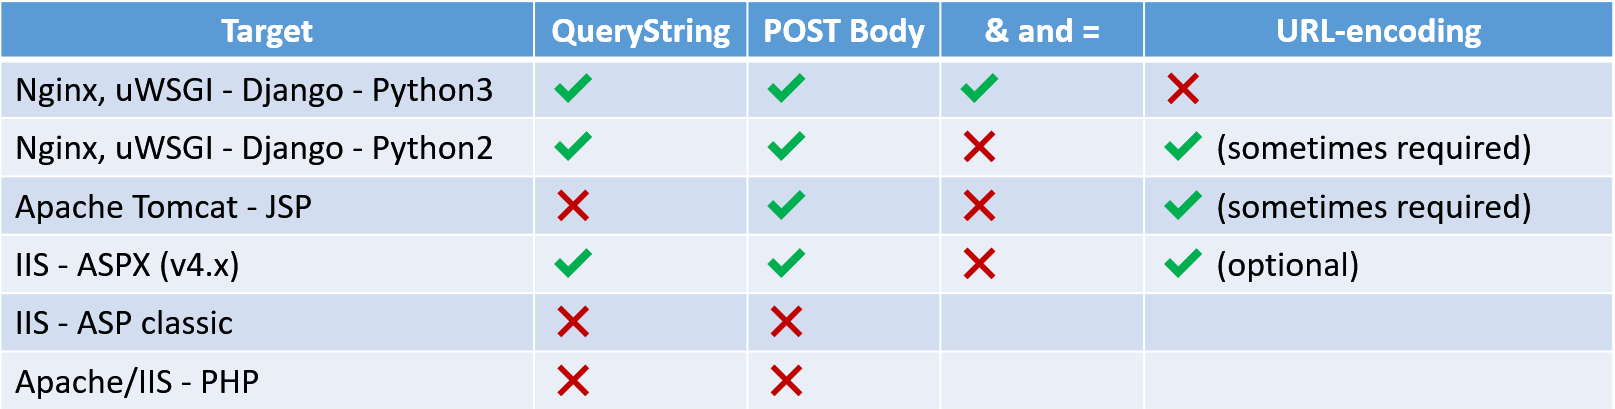 Target QueryString POST Body & and = URL-encoding
Nginx, uWSGI - Django - Python3 ✔ ✔ ✔ ✕
Nginx, uWSGI - Django - Python2 ✔ ✔ ✕ ✔ (sometimes required)
Apache Tomcat - JSP ✕ ✔ ✕ ✔ (sometimes required)
IIS - ASPX (v4.x) ✔ ✔ ✕ ✔ (optional)
IIS - ASP classic ✕ ✕
Apache/IIS - PHP ✕ ✕